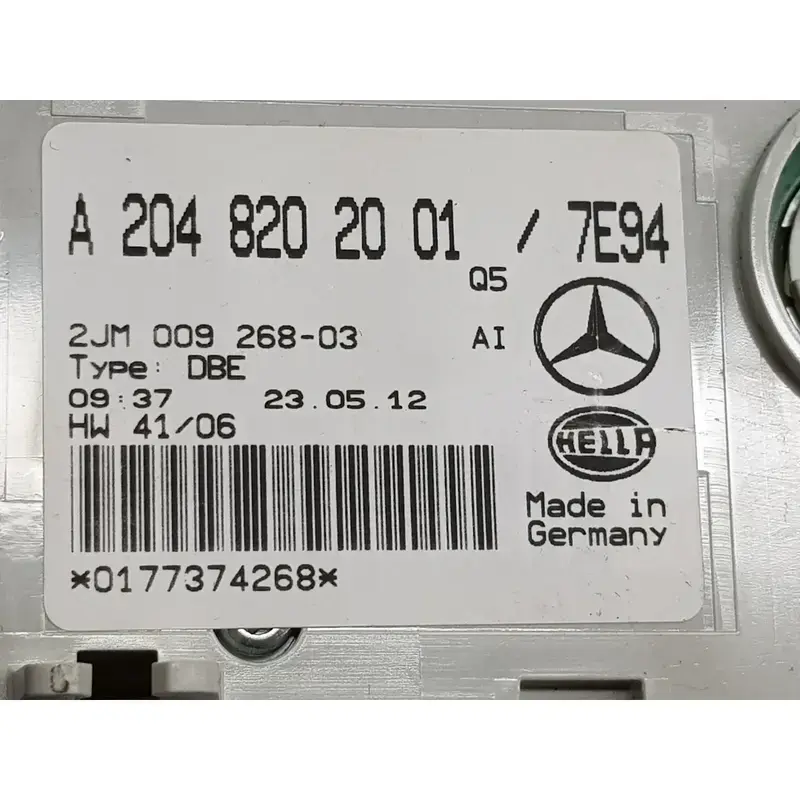 A 204 820 20 01 / 7E94
Q5
2JM 009 268-03 AI
Type: DBE
09:37 23.05.12
HW 41/06
HELLA
Made in
Germany
*0177374268*